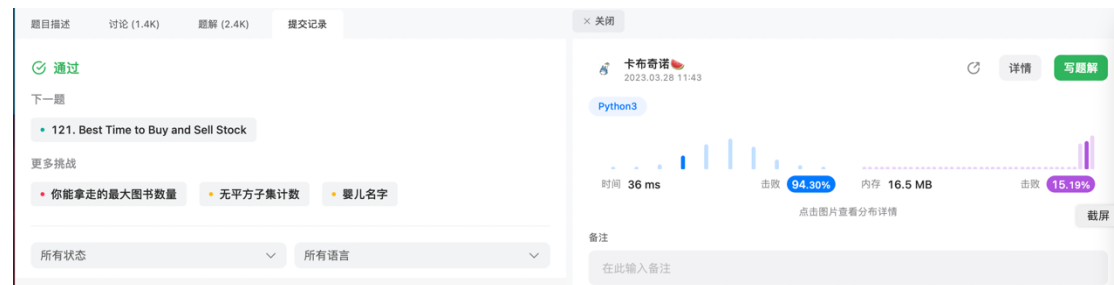 题目描述 讨论 (1.4K) 题解 (2.4K) 提交记录
通过
下一题
121. Best Time to Buy and Sell Stock
更多挑战
你能拿走的最大图书数量 无平方子集计数 婴儿名字
所有状态 所有语言
× 关闭
卡布奇诺🍉
2023.03.28 11:43
详情 写题解
Python3
时间 36 ms 击败 94.30% 内存 16.5 MB 击败 15.19%
点击图片查看分布详情
截屏
备注
在此输入备注